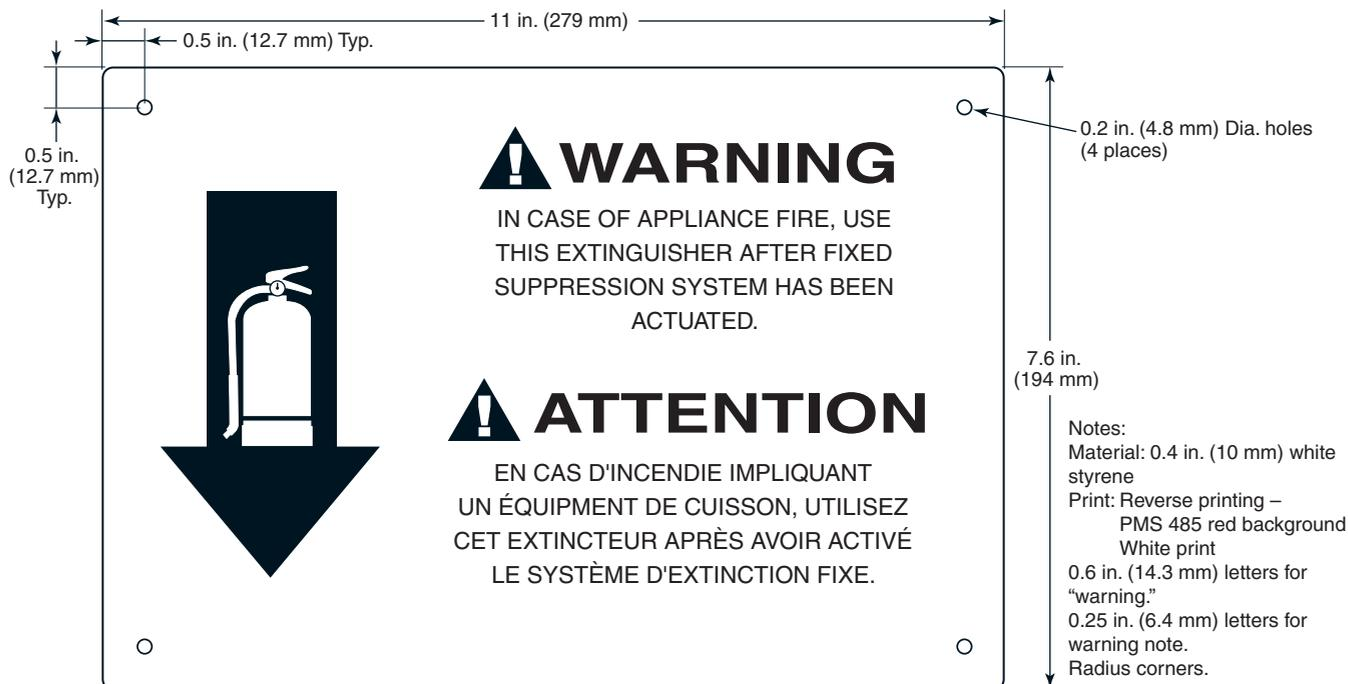 11 in. (279 mm)
0.5 in. (12.7 mm) Typ.
0.5 in.
(12.7 mm)
Typ.
0.2 in. (4.8 mm) Dia. holes
(4 places)
WARNING
IN CASE OF APPLIANCE FIRE, USE
THIS EXTINGUISHER AFTER FIXED
SUPPRESSION SYSTEM HAS BEEN
ACTUATED.
7.6 in.
(194 mm)
ATTENTION
EN CAS D'INCENDIE IMPLIQUANT
UN ÉQUIPMENT DE CUISSON, UTILISEZ
CET EXTINCTEUR APRÈS AVOIR ACTIVÉ
LE SYSTÈME D'EXTINCTION FIXE.
Notes:
Material: 0.4 in. (10 mm) white
styrene
Print: Reverse printing –
PMS 485 red background
White print
0.6 in. (14.3 mm) letters for
“warning.”
0.25 in. (6.4 mm) letters for
warning note.
Radius corners.